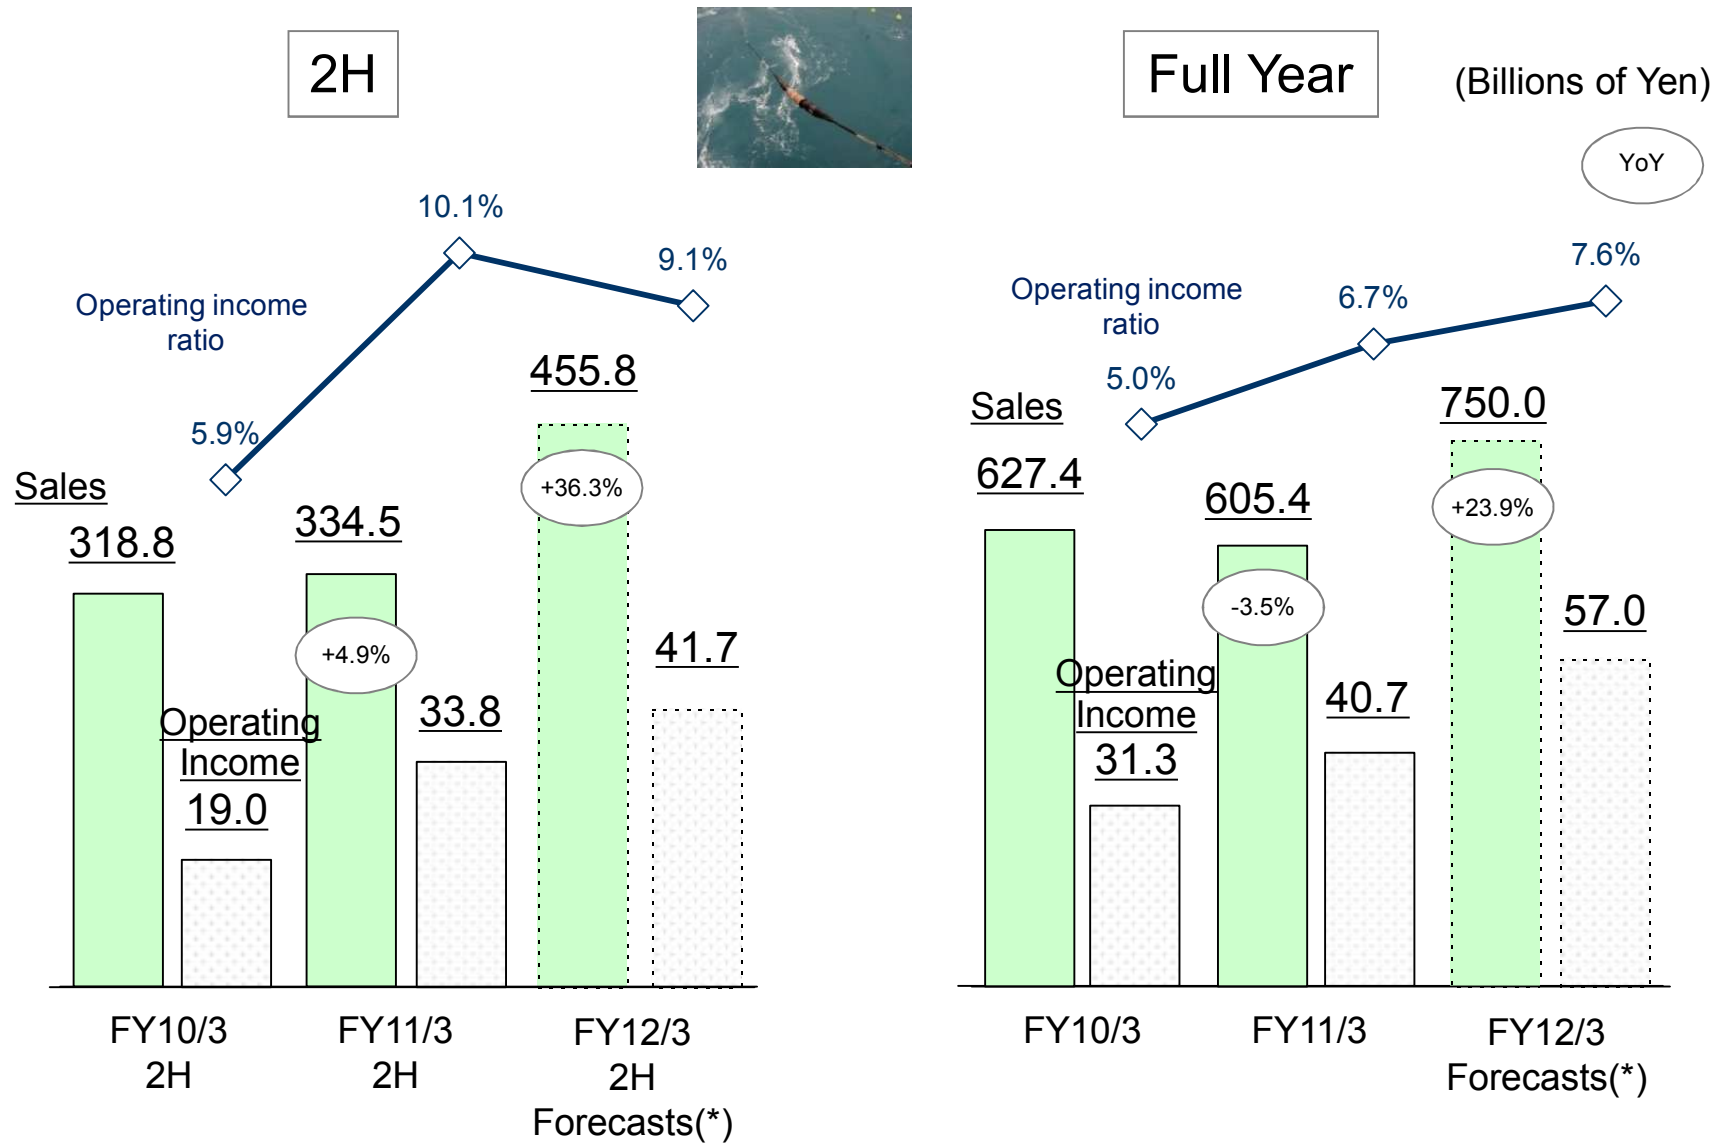 2H
Operating income
ratio
5.9%
10.1%
9.1%
Sales
318.8
334.5
455.8
+4.9%
+36.3%
Operating
Income
19.0
33.8
41.7
FY10/3
2H
FY11/3
2H
FY12/3
2H
Forecasts(*)
Full Year
(Billions of Yen)
YoY
Operating income
ratio
5.0%
6.7%
7.6%
Sales
627.4
605.4
750.0
-3.5%
+23.9%
Operating
Income
31.3
40.7
57.0
FY10/3
FY11/3
FY12/3
Forecasts(*)